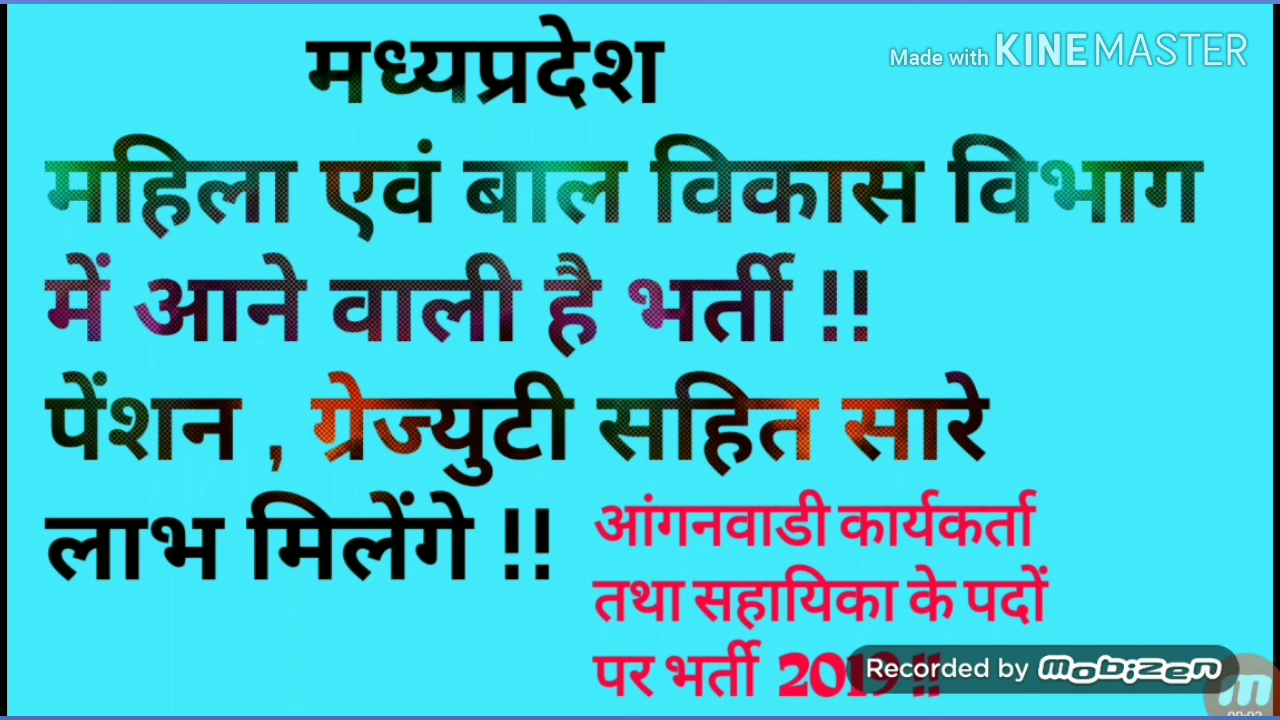 मध्यप्रदेश
Made with KINEMASTER
महिला एवं बाल विकास विभाग
में आने वाली है भर्ती !!
पेंशन , ग्रेज्युटी सहित सारे
लाभ मिलेंगे !!
आंगनवाडी कार्यकर्ता
तथा सहायिका के पदों
पर भर्ती 2019 !!
Recorded by mobizen